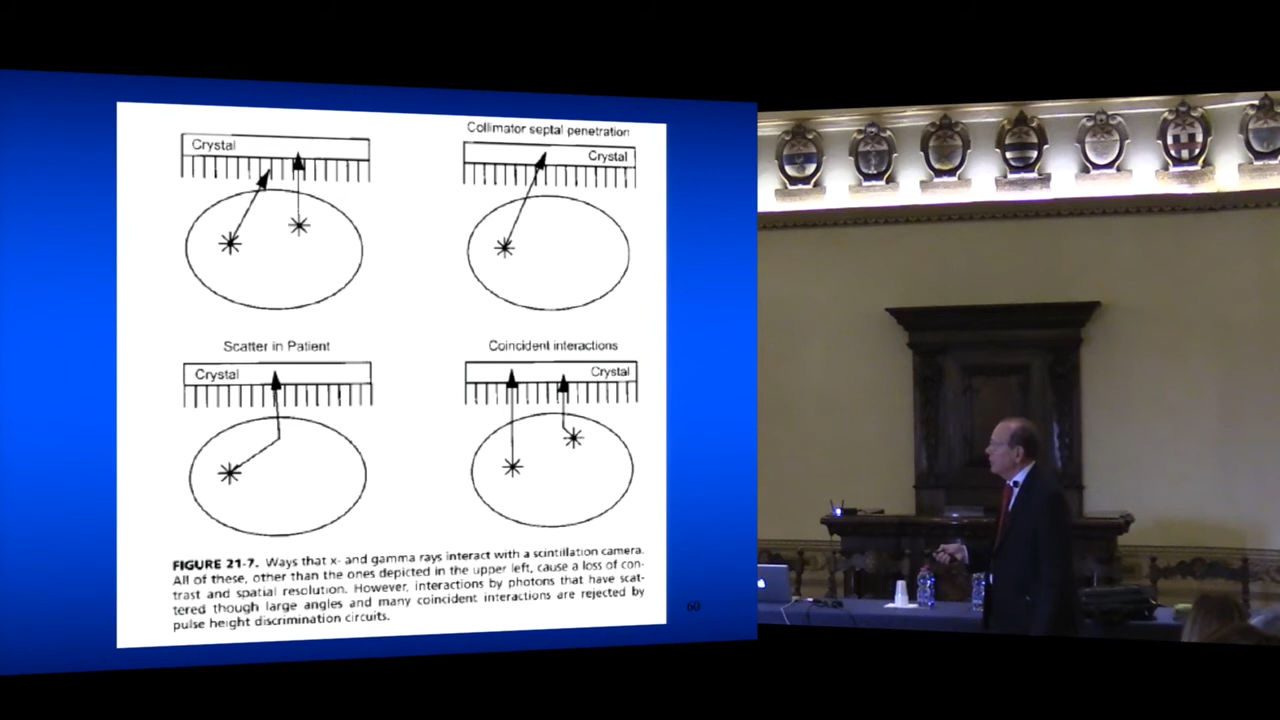 Crystal
Collimator septal penetration
Crystal
Scatter in Patient
Crystal
Coincident interactions
Crystal
FIGURE 21-7. Ways that x- and gamma rays interact with a scintillation camera.
All of these, other than the ones depicted in the upper left, cause a loss of con-
trast and spatial resolution. However, interactions by photons that have scat-
tered though large angles and many coincident interactions are rejected by
pulse height discrimination circuits.
60